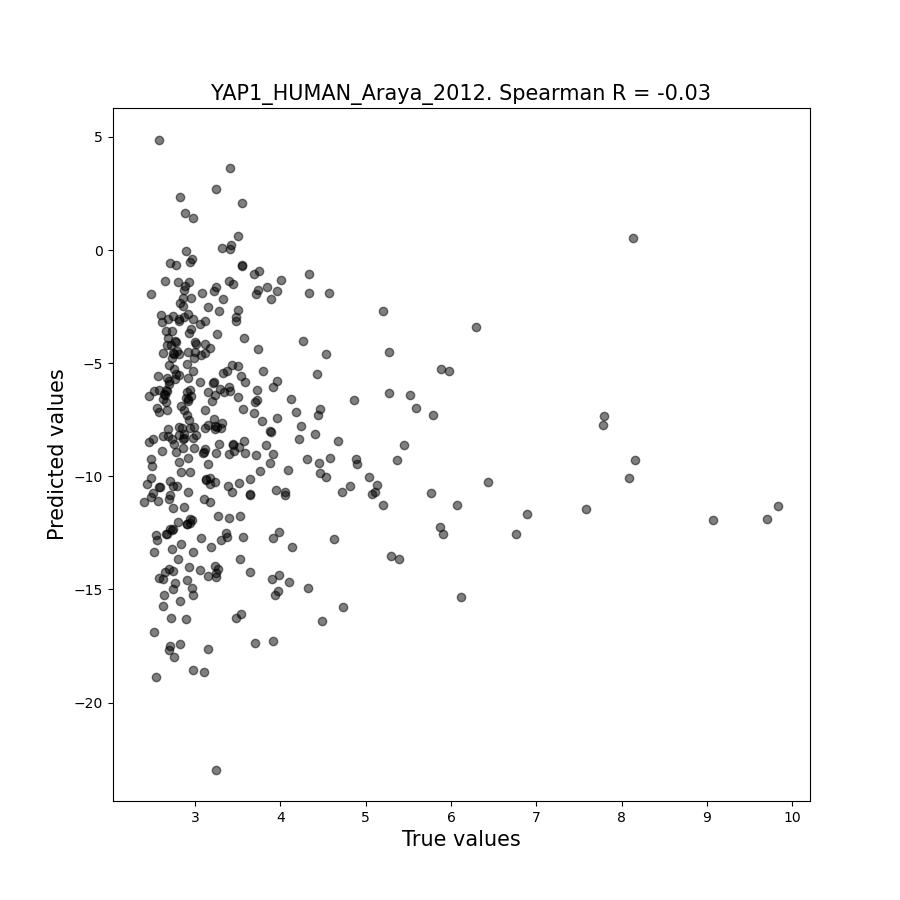 YAP1_HUMAN_Araya_2012. Spearman R = -0.03
5
0
−5
−10
−15
−20
Predicted values
3 4 5 6 7 8 9 10
True values